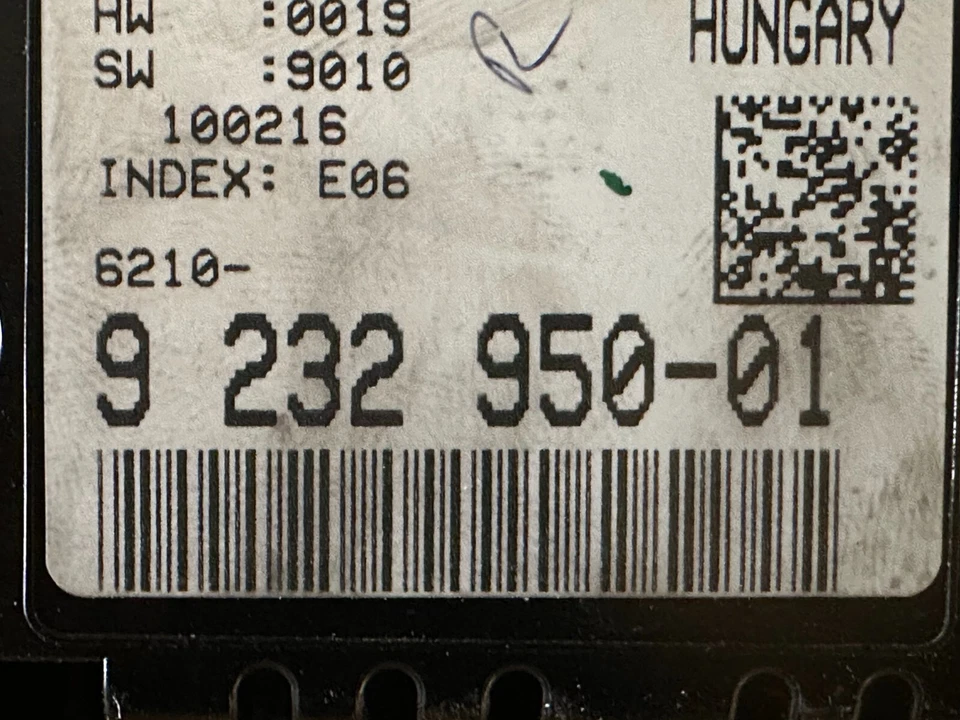 HW :0019
HUNGARY
SW :9010
100216
INDEX: E06
6210-
9 232 950-01